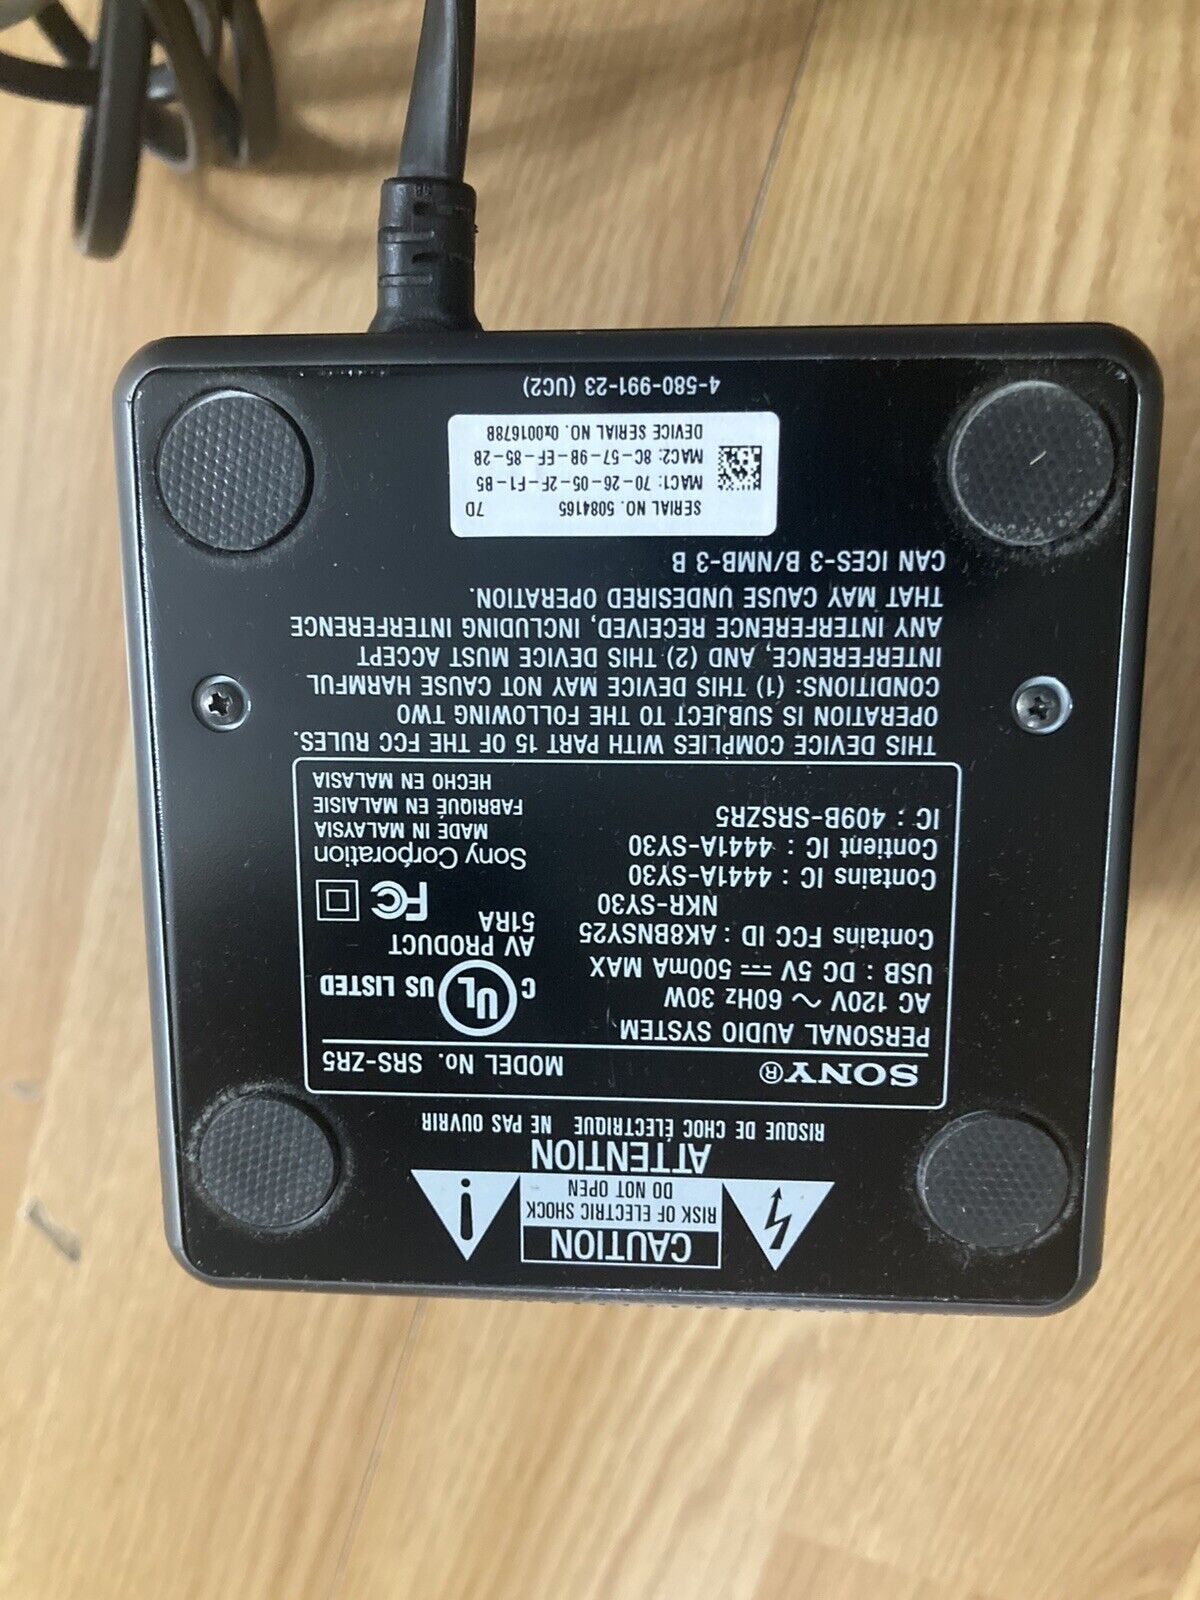 CAUTION
RISK OF ELECTRIC SHOCK
DO NOT OPEN
ATTENTION
RISQUE DE CHOC ÉLECTRIQUE NE PAS OUVRIR
SONY® MODEL No. SRS-ZR5
PERSONAL AUDIO SYSTEM
AC 120V ~ 60Hz 30W
USB : DC 5V ⎓ 500mA MAX
Contains FCC ID : AK8BNSY25
NKR-SY30
Contains IC : 4441A-SY30
Contient IC : 4441A-SY30
IC : 409B-SRSZR5
C UL US LISTED
AV PRODUCT
51RA
FC
Sony Corporation
MADE IN MALAYSIA
FABRIQUÉ EN MALAISIE
HECHO EN MALASIA
THIS DEVICE COMPLIES WITH PART 15 OF THE FCC RULES.
OPERATION IS SUBJECT TO THE FOLLOWING TWO
CONDITIONS: (1) THIS DEVICE MAY NOT CAUSE HARMFUL
INTERFERENCE, AND (2) THIS DEVICE MUST ACCEPT
ANY INTERFERENCE RECEIVED, INCLUDING INTERFERENCE
THAT MAY CAUSE UNDESIRED OPERATION.
CAN ICES-3 B/NMB-3 B
SERIAL NO. 5084165 7D
MAC1: 70-26-05-2F-F1-B5
MAC2: 8C-57-9B-EF-85-2B
DEVICE SERIAL NO. 0x001678B
4-580-991-23 (UC2)